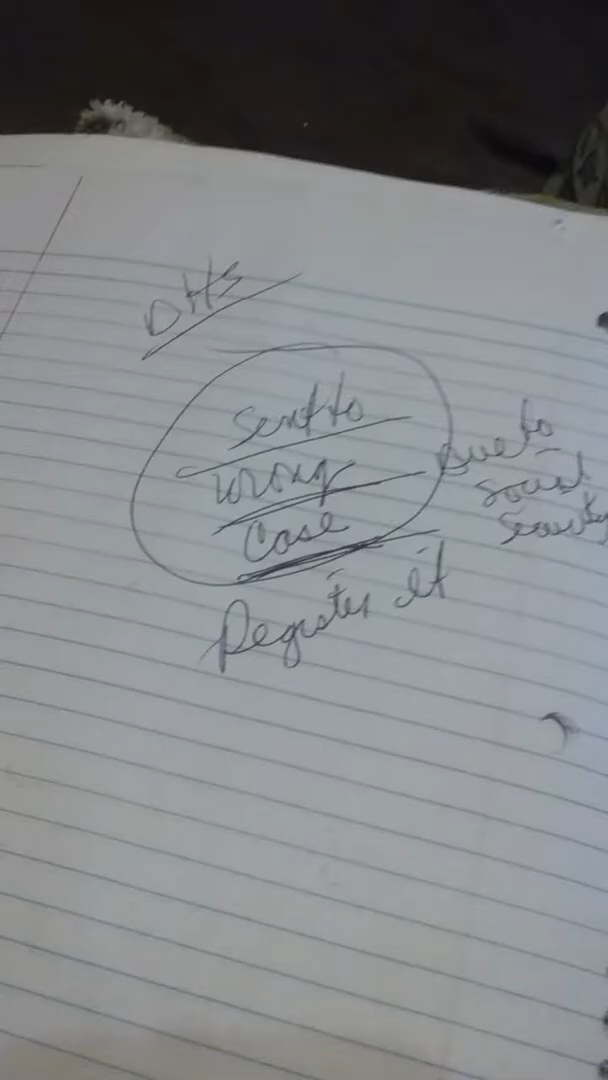 DHS
Sent to
wrong
Case
Due to
Social
Security
Register it